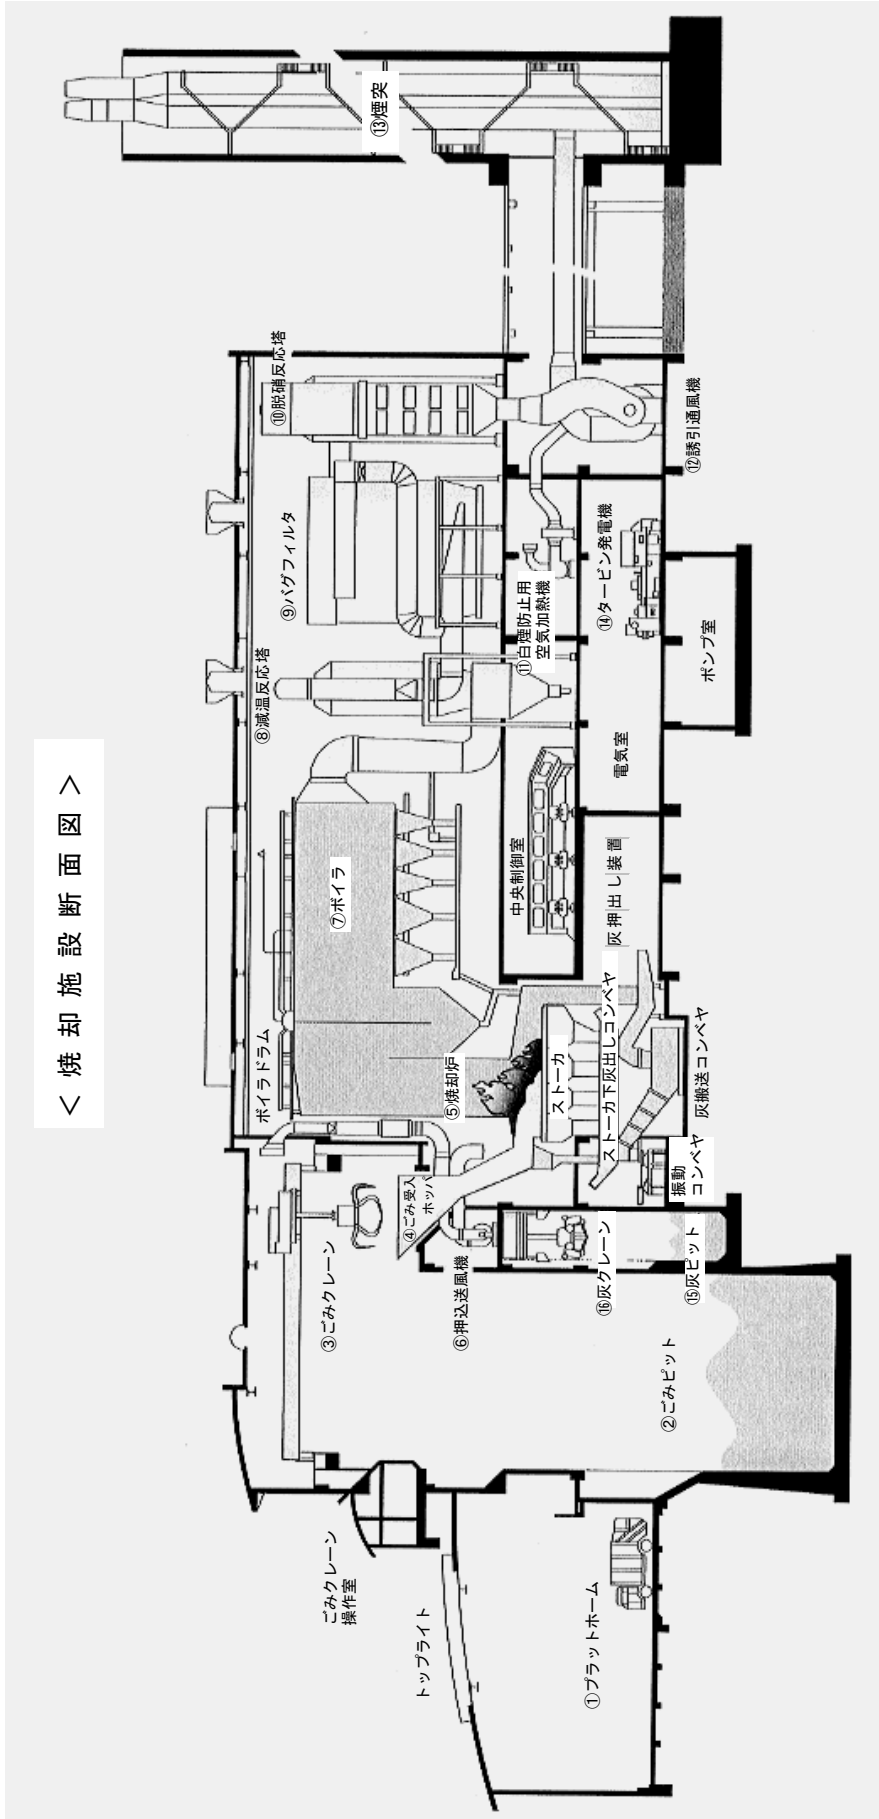 ＜ 焼 却 施 設 断 面 図 ＞
トップライト
ごみクレーン
操作室
①プラットホーム
②ごみピット
③ごみクレーン
④ごみ受入
ホッパ
⑤焼却炉
⑥押込送風機
⑯灰クレーン
⑮灰ピット
ボイラドラム
ストーカ
ストーカ下灰出しコンベヤ
振動
コンベヤ
灰搬送コンベヤ
灰押出し装置
⑦ボイラ
中央制御室
電気室
ポンプ室
⑧減温反応塔
⑨バグフィルタ
⑩脱硝反応塔
⑪白煙防止用
空気加熱機
⑭タービン発電機
⑫誘引通風機
⑬煙突